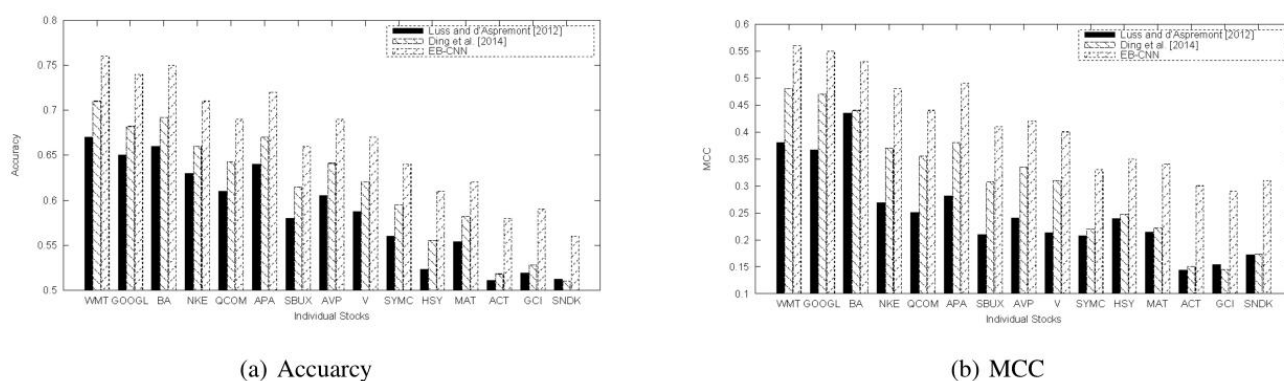 0.8
0.75
0.7
0.65
0.6
0.55
0.5
Accuracy
Luss and d'Aspremont [2012]
Ding et al. [2014]
EB-CNN
WMT GOOGL BA NKE QCOM APA SBUX AVP V SYMC HSY MAT ACT GCI SNDK
Individual Stocks
(a) Accuarcy
0.6
0.55
0.5
0.45
0.4
0.35
0.3
0.25
0.2
0.15
0.1
MCC
Luss and d'Aspremont [2012]
Ding et al. [2014]
EB-CNN
WMT GOOGL BA NKE QCOM APA SBUX AVP V SYMC HSY MAT ACT GCI SNDK
Individual Stocks
(b) MCC